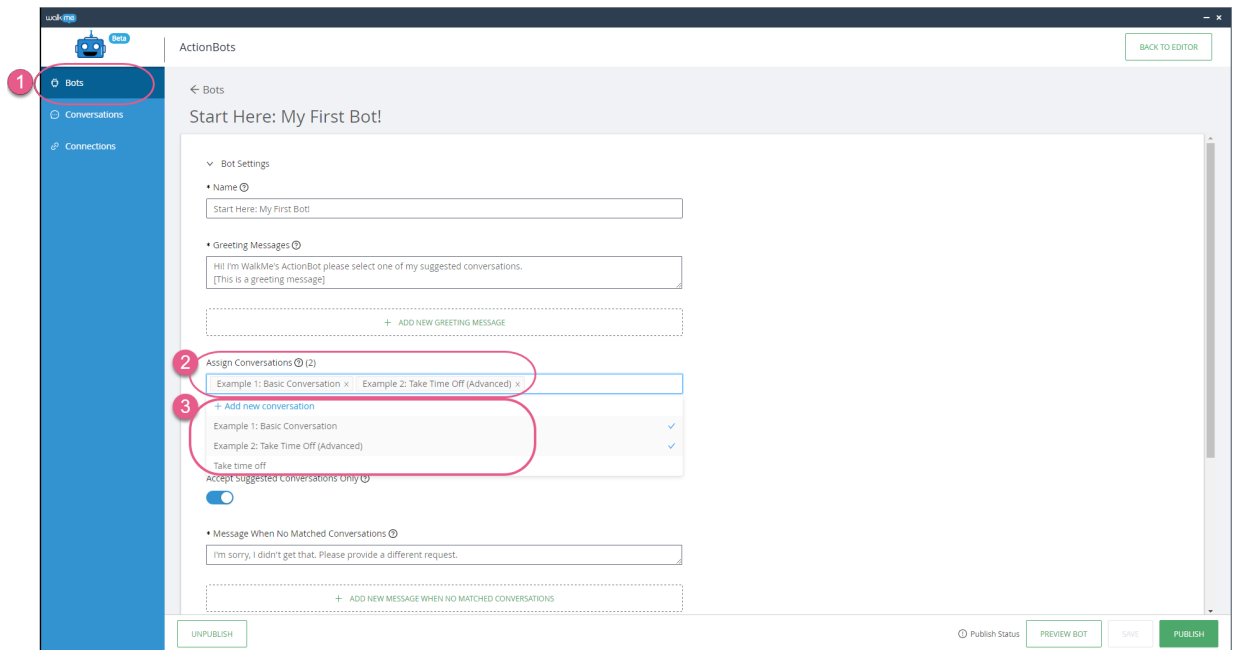 walkme
Beta
ActionBots
BACK TO EDITOR
1
Bots
Conversations
Connections
← Bots
Start Here: My First Bot!
Bot Settings
* Name
Start Here: My First Bot!
* Greeting Messages
Hi! I'm WalkMe's ActionBot please select one of my suggested conversations.
[This is a greeting message]
+ ADD NEW GREETING MESSAGE
2
Assign Conversations (2)
Example 1: Basic Conversation × Example 2: Take Time Off (Advanced) ×
3
+ Add new conversation
Example 1: Basic Conversation
Example 2: Take Time Off (Advanced)
Take time off
Accept Suggested Conversations Only
* Message When No Matched Conversations
I'm sorry, I didn't get that. Please provide a different request.
+ ADD NEW MESSAGE WHEN NO MATCHED CONVERSATIONS
UNPUBLISH
Publish Status
PREVIEW BOT
SAVE
PUBLISH